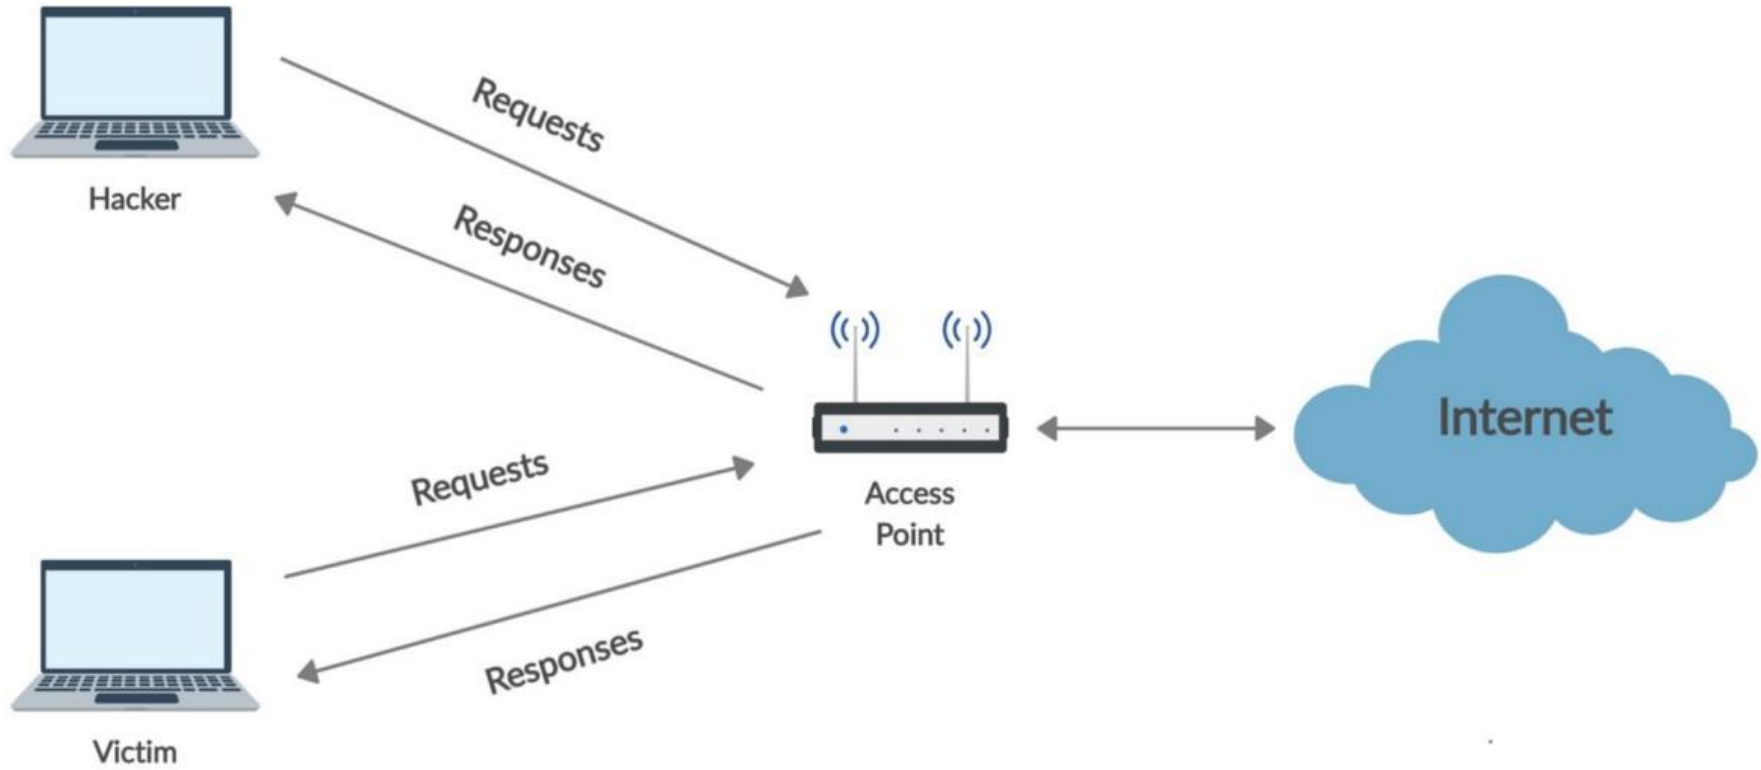 Requests
Hacker
Responses
Internet
Requests
Access
Point
Responses
Victim